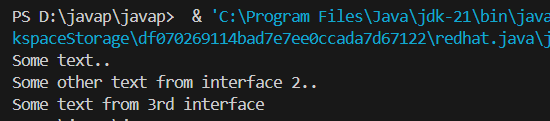 PS D:\javap\javap>  & 'C:\Program Files\Java\jdk-21\bin\java
kspaceStorage\df070269114bad7e7ee0ccada7d67122\redhat.java\j
Some text..
Some other text from interface 2..
Some text from 3rd interface